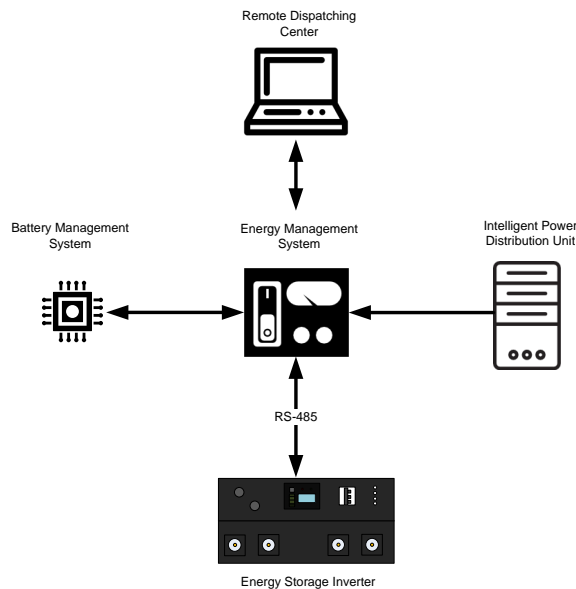 Remote Dispatching
Center
Battery Management
System
Energy Management
System
Intelligent Power
Distribution Unit
RS-485
Energy Storage Inverter